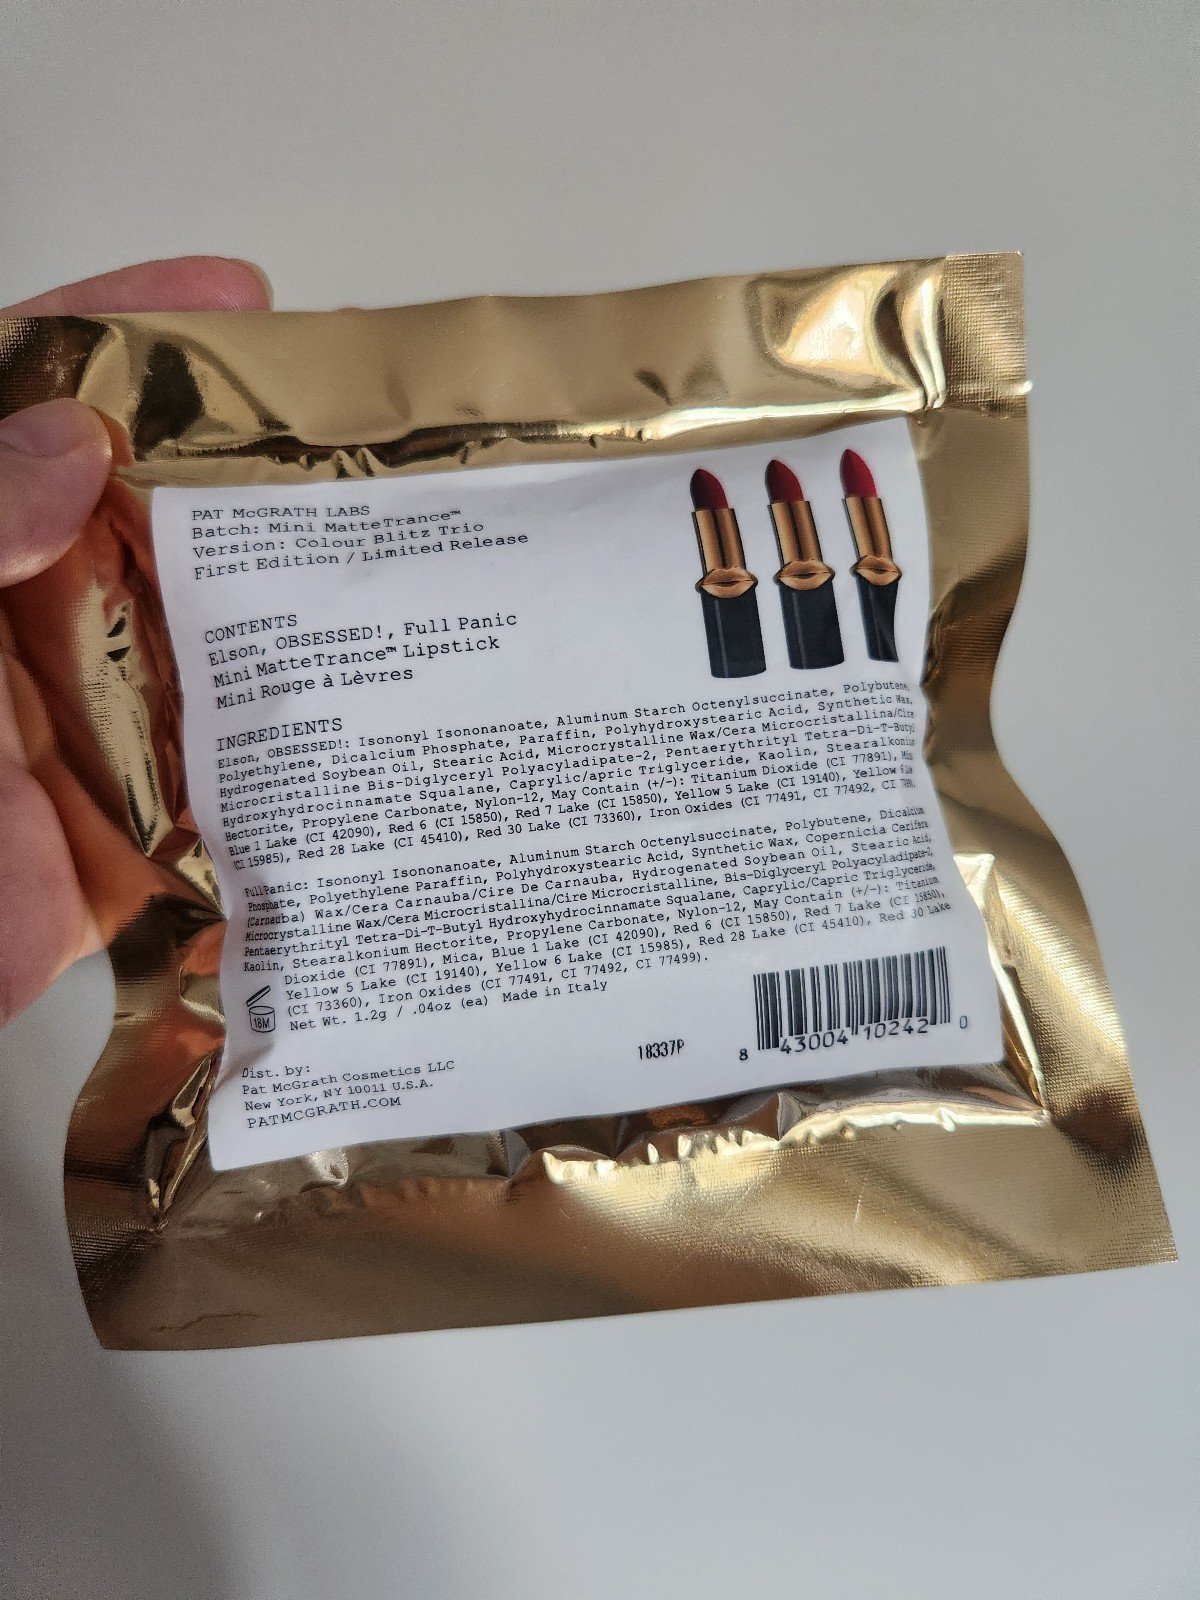 PAT McGRATH LABS
Batch: Mini MatteTrance™
Version: Colour Blitz Trio
First Edition / Limited Release
CONTENTS
Elson, OBSESSED!, Full Panic
Mini MatteTrance™ Lipstick
Mini Rouge à Lèvres
INGREDIENTS
Elson, OBSESSED!: Isononyl Isononanoate, Aluminum Starch Octenylsuccinate, Polybutene,
Polyethylene, Dicalcium Phosphate, Paraffin, Polyhydroxystearic Acid, Synthetic Wax,
Hydrogenated Soybean Oil, Stearic Acid, Microcrystalline Wax/Cera Microcristallina/Cire
Microcristalline Bis-Diglyceryl Polyacyladipate-2, Pentaerythrityl Tetra-Di-T-Butyl
Hydroxyhydrocinnamate Squalane, Caprylic/apric Triglyceride, Kaolin, Stearalkonium
Hectorite, Propylene Carbonate, Nylon-12, May Contain (+/-): Titanium Dioxide (CI 77891), Mica
Blue 1 Lake (CI 42090), Red 6 (CI 15850), Red 7 Lake (CI 15850), Yellow 5 Lake (CI 19140), Yellow 6 Lake
(CI 15985), Red 28 Lake (CI 45410), Red 30 Lake (CI 73360), Iron Oxides (CI 77491, CI 77492, CI
Full Panic: Isononyl Isononanoate, Aluminum Starch Octenylsuccinate, Polybutene, Dicalcium
Phosphate, Polyethylene Paraffin, Polyhydroxystearic Acid, Synthetic Wax, Copernicia Cerifera
(Carnauba) Wax/Cera Carnauba/Cire De Carnauba, Hydrogenated Soybean Oil, Stearic Acid,
Microcrystalline Wax/Cera Microcristallina/Cire Microcristalline, Bis-Diglyceryl Polyacyladipate-2,
Pentaerythrityl Tetra-Di-T-Butyl Hydroxyhydrocinnamate Squalane, Caprylic/Capric Triglyceride,
Kaolin, Stearalkonium Hectorite, Propylene Carbonate, Nylon-12, May Contain (+/-): Titanium
Dioxide (CI 77891), Mica, Blue 1 Lake (CI 42090), Red 6 (CI 15850), Red 7 Lake (CI 15850),
Yellow 5 Lake (CI 19140), Yellow 6 Lake (CI 15985), Red 28 Lake (CI 45410), Red 30 Lake
(CI 73360), Iron Oxides (CI 77491, CI 77492, CI 77499).
Net Wt. 1.2g / .04oz (ea) Made in Italy
18M
18337P
8 43004 10242 0
Dist. by:
Pat McGrath Cosmetics LLC
New York, NY 10011 U.S.A.
PATMCGRATH.COM